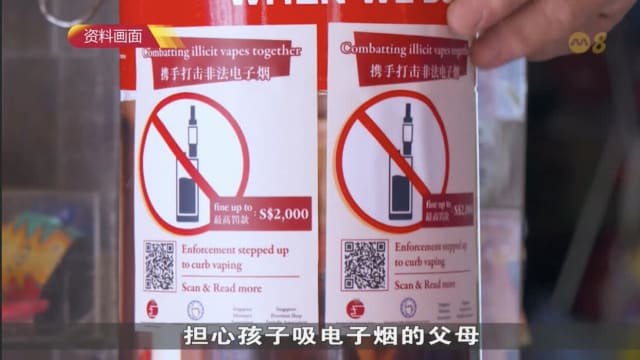 资料画面
8
Combatting illicit vapes together
携手打击非法电子烟
fine up to
最高罚款 : S$2,000
Enforcement stepped up
to curb vaping
Scan & Read more
Combatting illicit vapes together
携手打击非法电子烟
fine up to
最高罚款 : S$2,000
Enforcement stepped up
to curb vaping
Scan & Read more
担心孩子吸电子烟的父母